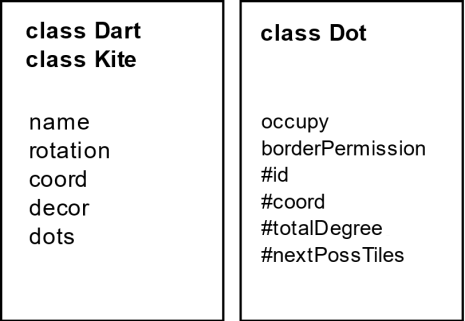 class Dart
class Kite
name
rotation
coord
decor
dots
class Dot
occupy
borderPermission
#id
#coord
#totalDegree
#nextPossTiles